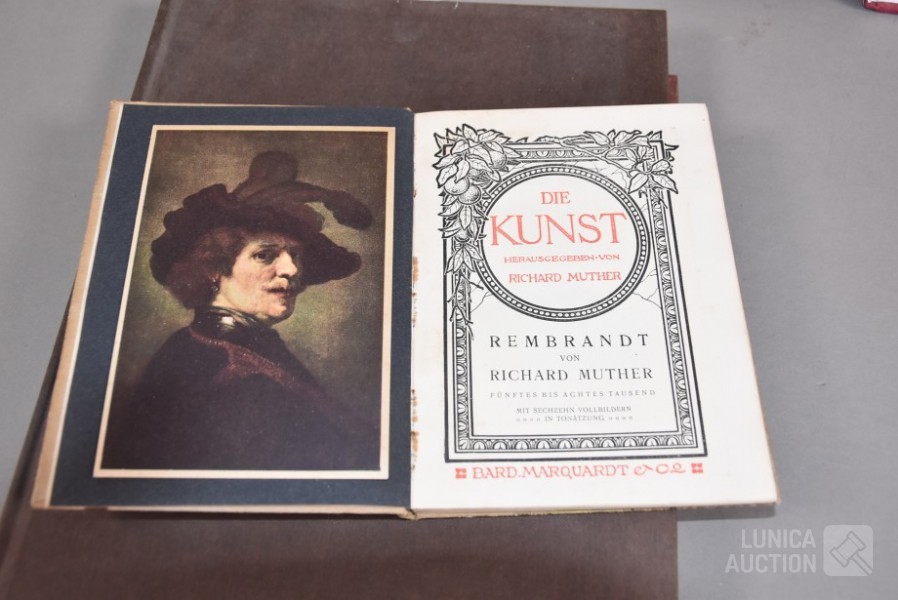 DIE
KUNST
HERAUSGEGEBEN·VON
RICHARD MUTHER
REMBRANDT
VON
RICHARD MUTHER
FÜNFTES BIS ACHTES TAUSEND
MIT SECHZEHN VOLLBILDERN
IN TONÄTZUNG
BARD. MARQUARDT & CO.
LUNICA
AUCTION